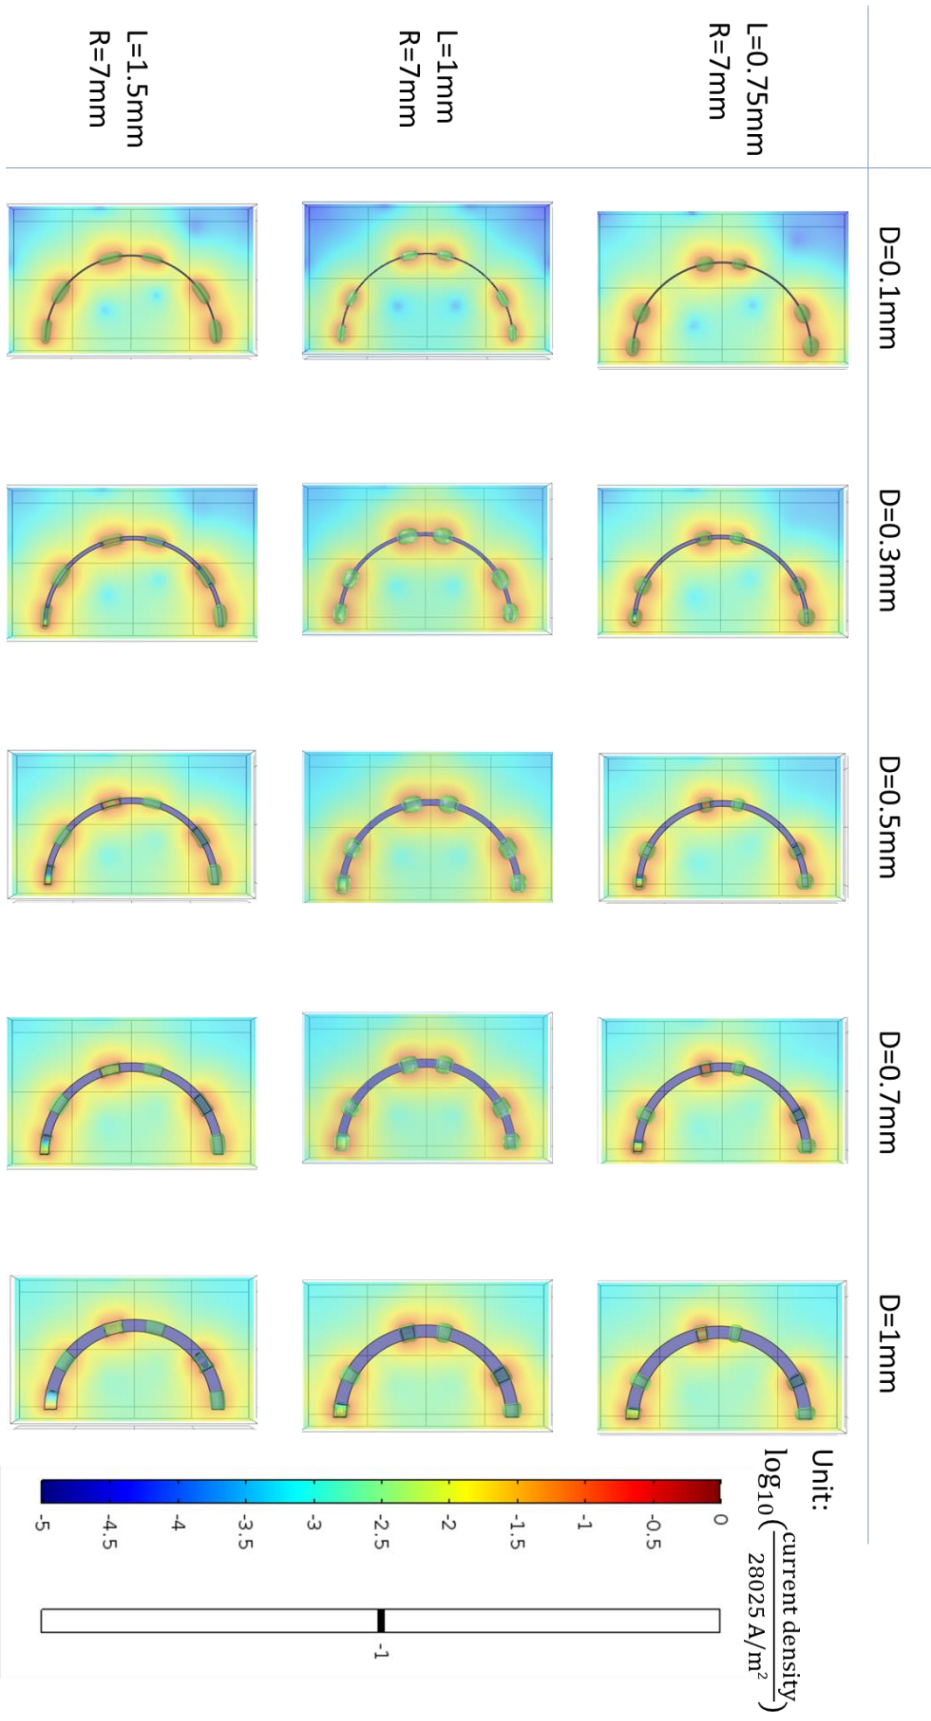 D=0.1mm
D=0.3mm
D=0.5mm
D=0.7mm
D=1mm
L=0.75mm
R=7mm
L=1mm
R=7mm
L=1.5mm
R=7mm
Unit:
log₁₀(current density / 28025 A/m²)
0
-0.5
-1
-1.5
-2
-2.5
-3
-3.5
-4
-4.5
-5
-1